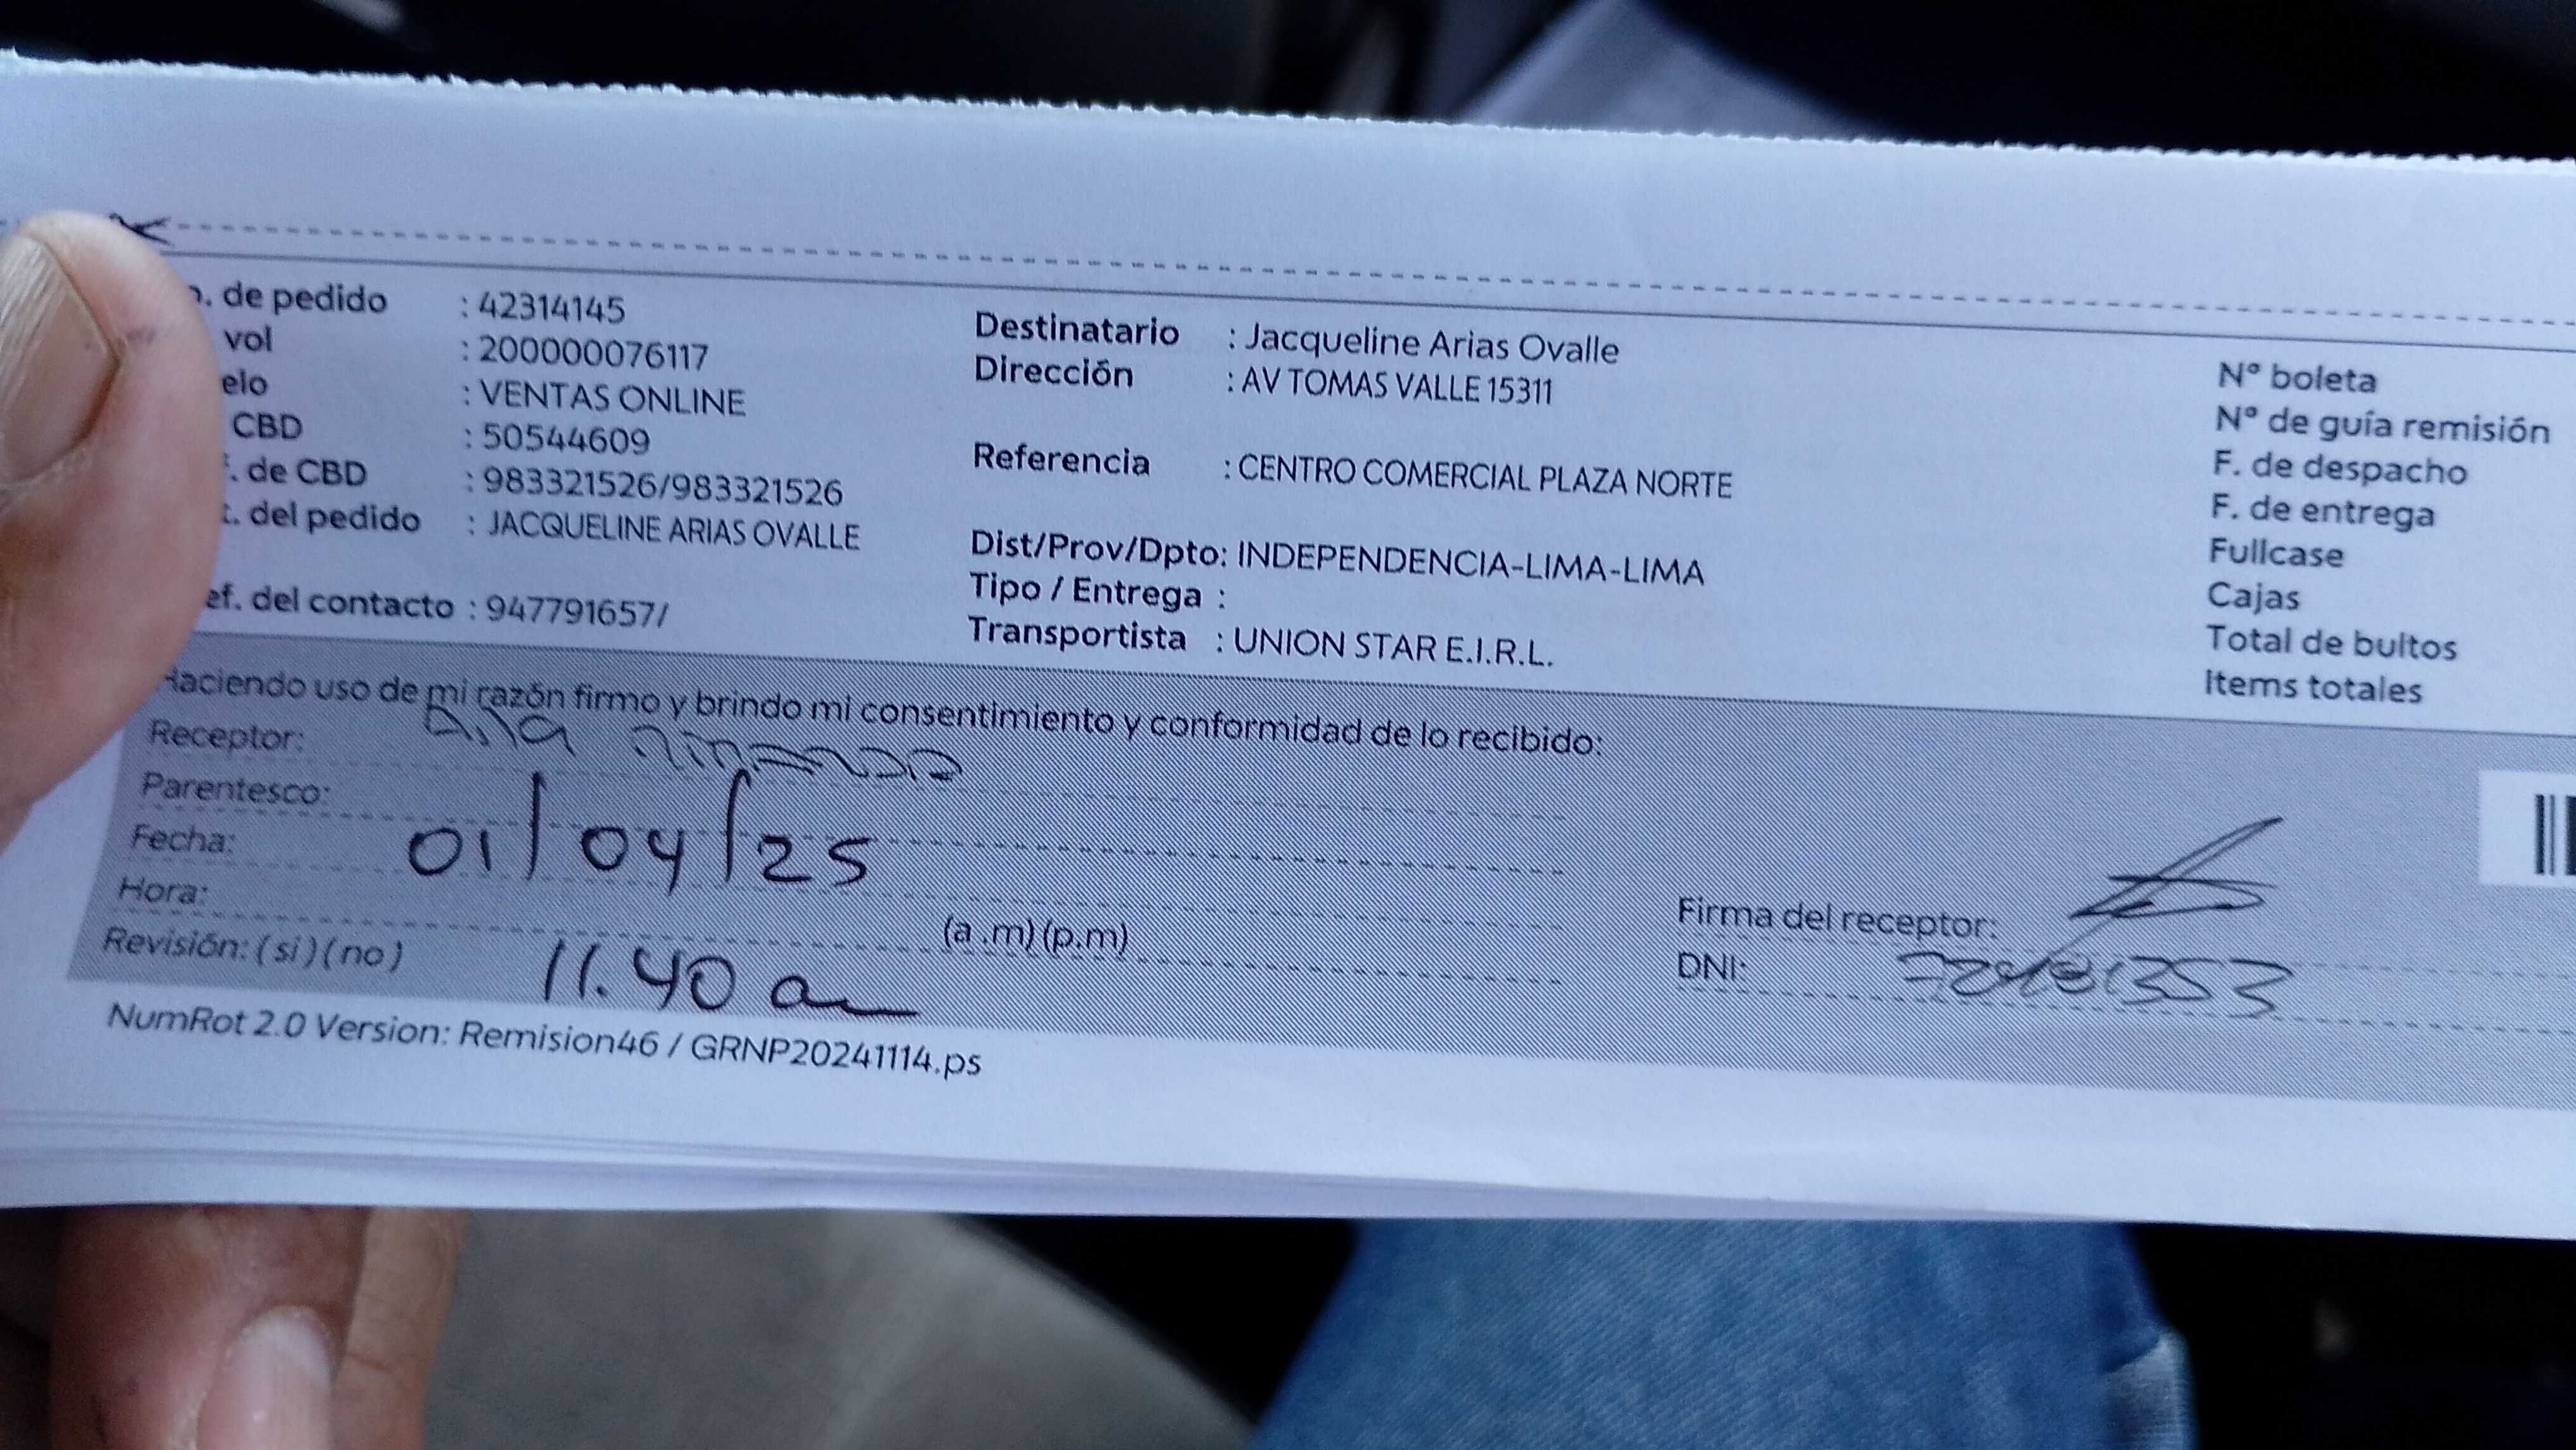 . de pedido : 42314145
vol : 200000076117
elo : VENTAS ONLINE
CBD : 50544609
. de CBD : 983321526/983321526
. del pedido : JACQUELINE ARIAS OVALLE
ef. del contacto : 947791657/
Destinatario : Jacqueline Arias Ovalle
Dirección : AV TOMAS VALLE 15311
Referencia : CENTRO COMERCIAL PLAZA NORTE
Dist/Prov/Dpto: INDEPENDENCIA-LIMA-LIMA
Tipo / Entrega :
Transportista : UNION STAR E.I.R.L.
Nº boleta
Nº de guía remisión
F. de despacho
F. de entrega
Fullcase
Cajas
Total de bultos
Items totales
Haciendo uso de mi razón firmo y brindo mi consentimiento y conformidad de lo recibido:
Receptor:
Parentesco:
Fecha: 01/04/25
Hora: (a .m) (p.m)
Revisión: (si) (no) 11.40 am
Firma del receptor:
DNI:
NumRot 2.0 Version: Remision46 / GRNP20241114.ps